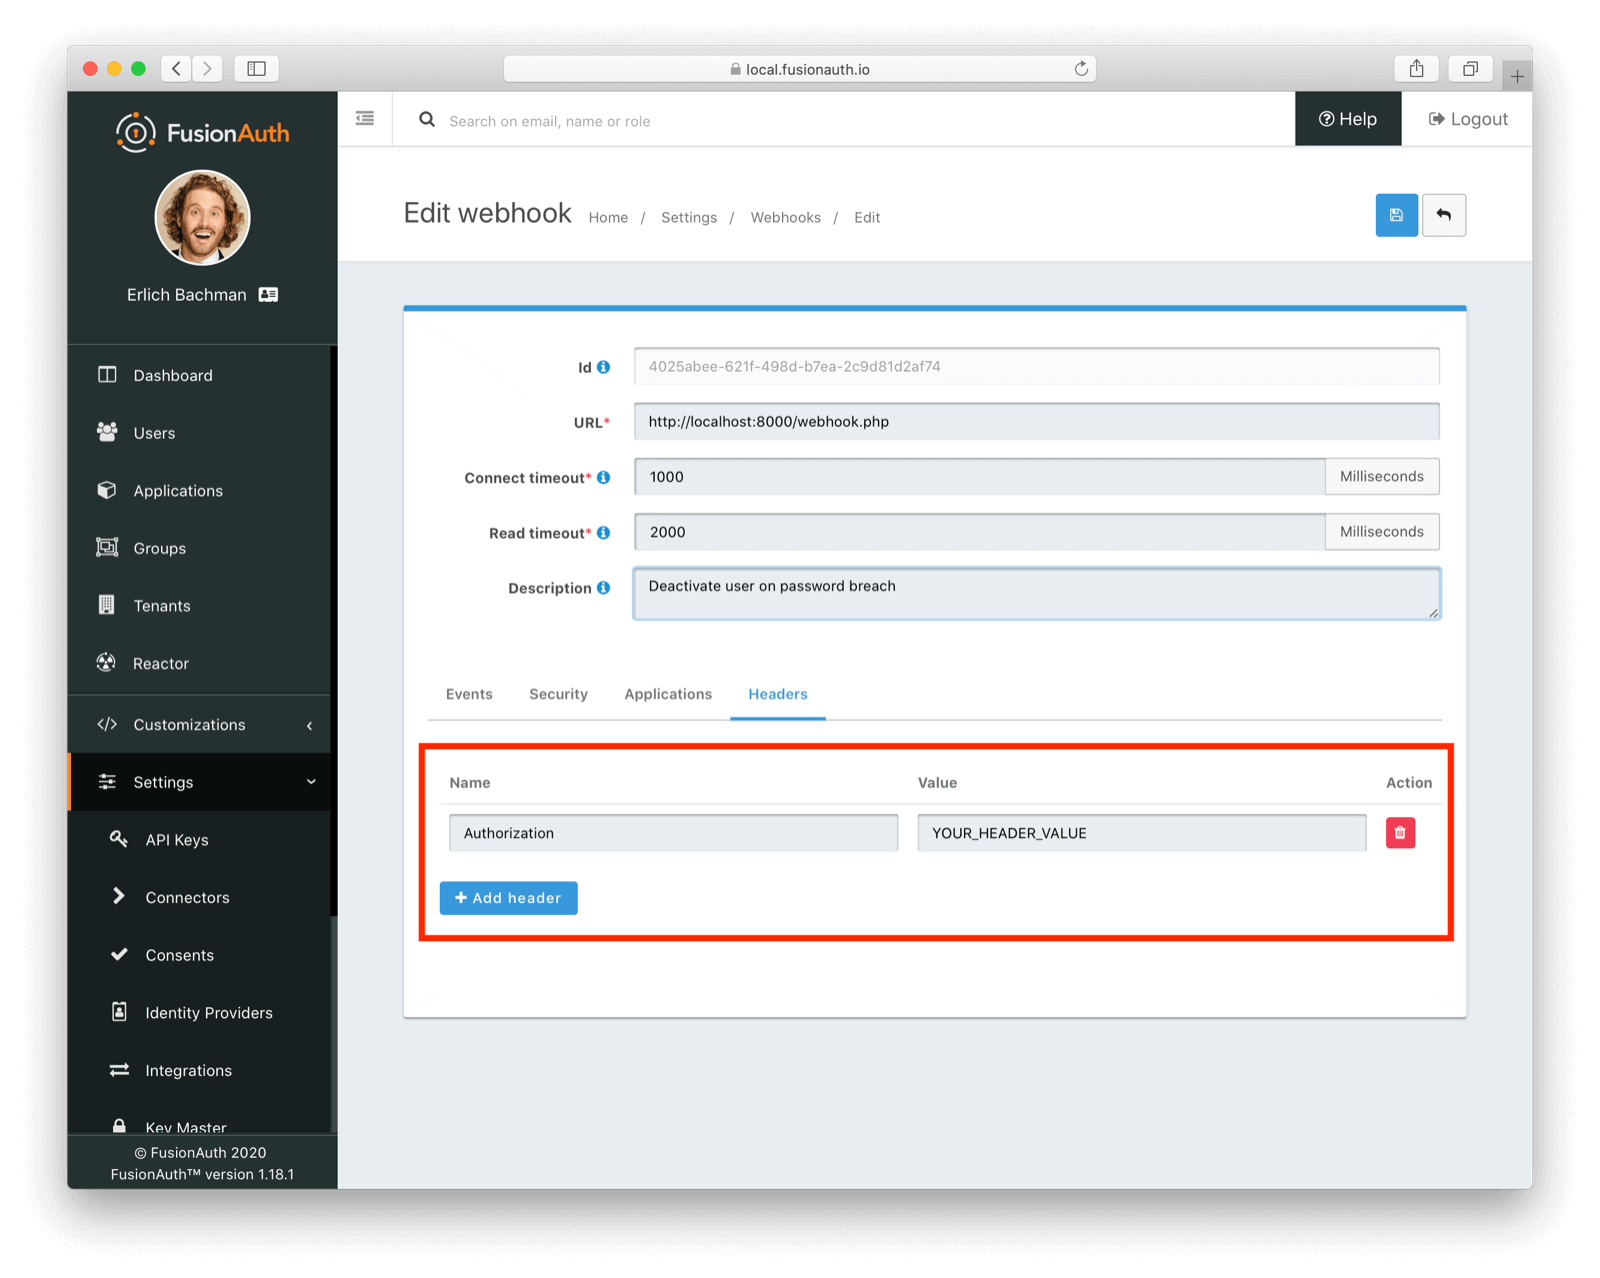 local.fusionauth.io
FusionAuth
Search on email, name or role
Help
Logout
Erlich Bachman
Edit webhook Home / Settings / Webhooks / Edit
Dashboard
Users
Applications
Groups
Tenants
Reactor
Customizations
Settings
API Keys
Connectors
Consents
Identity Providers
Integrations
Key Master
© FusionAuth 2020
FusionAuth™ version 1.18.1
Id 4025abee-621f-498d-b7ea-2c9d81d2af74
URL* http://localhost:8000/webhook.php
Connect timeout* 1000 Milliseconds
Read timeout* 2000 Milliseconds
Description Deactivate user on password breach
Events Security Applications Headers
Name Value Action
Authorization YOUR_HEADER_VALUE
+ Add header